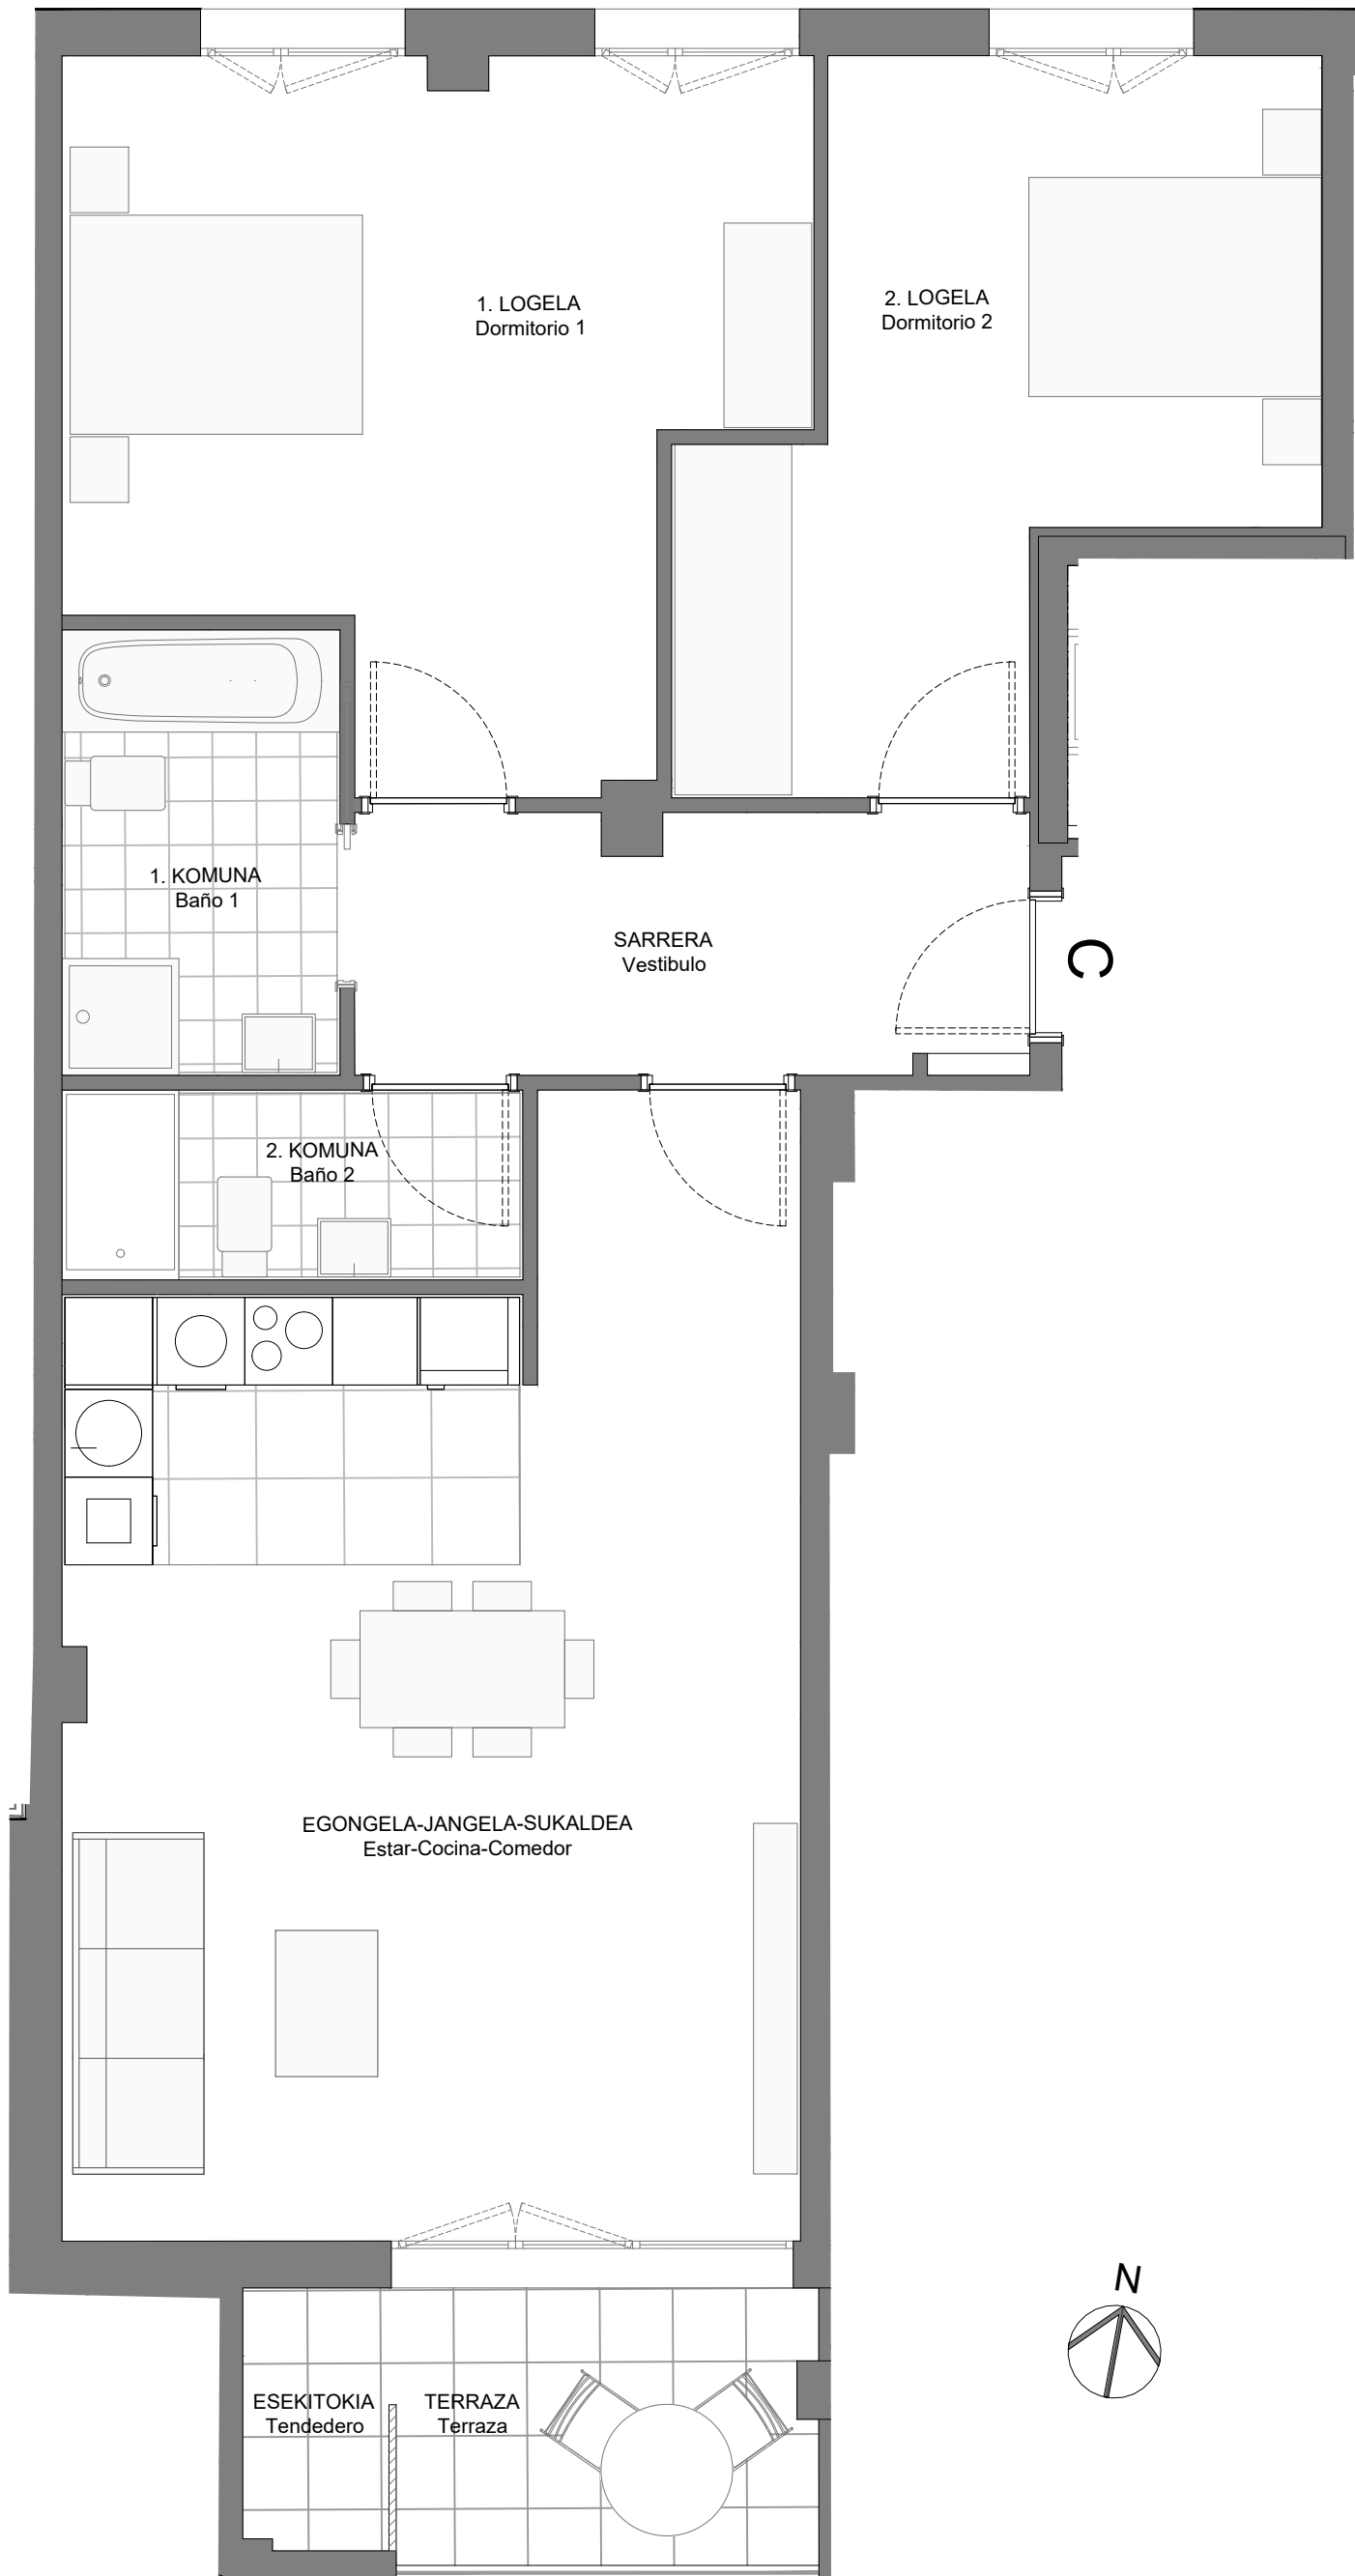 1. LOGELA
Dormitorio 1
2. LOGELA
Dormitorio 2
1. KOMUNA
Baño 1
SARRERA
Vestibulo
C
2. KOMUNA
Baño 2
EGONGELA-JANGELA-SUKALDEA
Estar-Cocina-Comedor
N
ESEKITOKIA
Tendedero
TERRAZA
Terraza